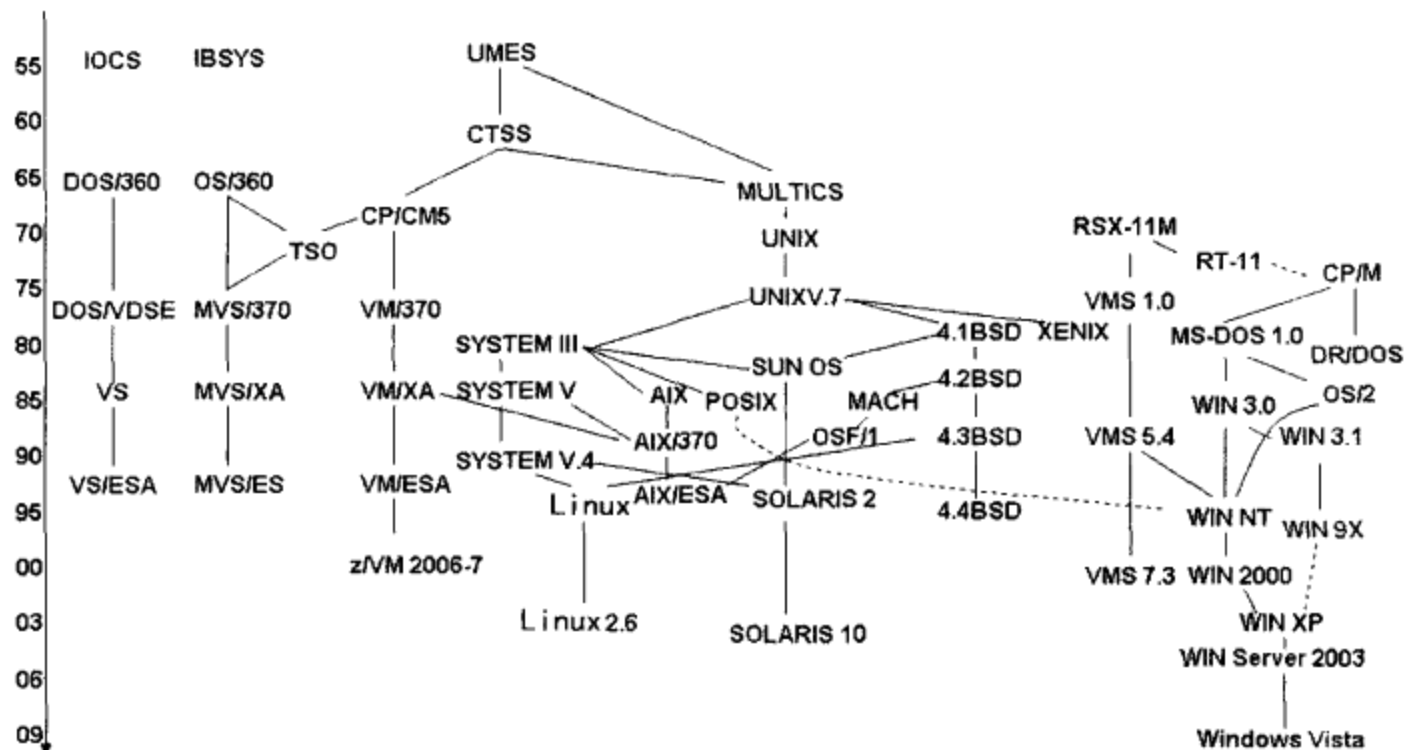 55 IOCS IBSYS UMES
60 CTSS
65 DOS/360 OS/360 MULTICS
CP/CM5
70 TSO UNIX RSX-11M
RT-11 CP/M
75 DOS/VDSE MVS/370 VM/370 UNIXV.7 VMS 1.0
80 SYSTEM III SUN OS 4.1BSD XENIX MS-DOS 1.0 DR/DOS
4.2BSD
85 VS MVS/XA VM/XA SYSTEM V AIX POSIX MACH WIN 3.0 OS/2
AIX/370 OSF/1 4.3BSD VMS 5.4 WIN 3.1
90 SYSTEM V.4
VS/ESA MVS/ES VM/ESA Linux AIX/ESA SOLARIS 2
95 4.4BSD WIN NT WIN 9X
00 z/VM 2006-7 VMS 7.3 WIN 2000
03 Linux 2.6 SOLARIS 10 WIN XP
WIN Server 2003
06
09 Windows Vista